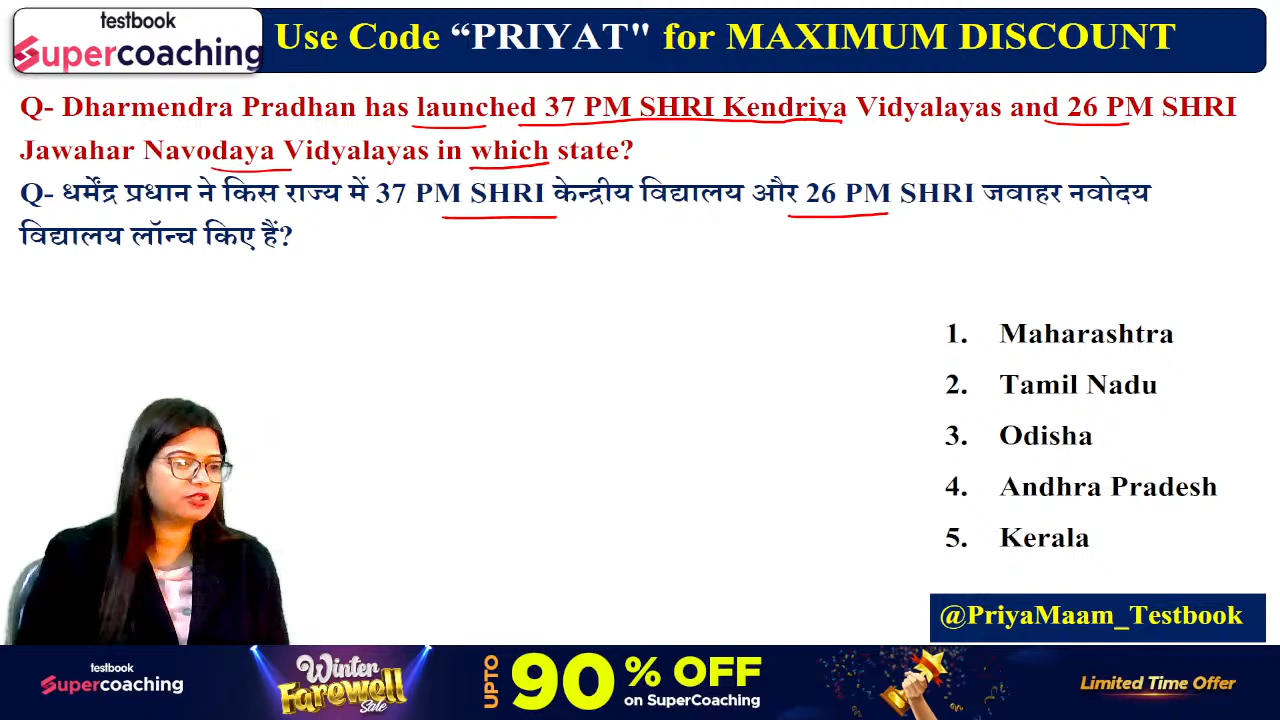 testbook
Supercoaching
Use Code “PRIYAT" for MAXIMUM DISCOUNT
Q- Dharmendra Pradhan has launched 37 PM SHRI Kendriya Vidyalayas and 26 PM SHRI
Jawahar Navodaya Vidyalayas in which state?
Q- धर्मेंद्र प्रधान ने किस राज्य में 37 PM SHRI केन्द्रीय विद्यालय और 26 PM SHRI जवाहर नवोदय
विद्यालय लॉन्च किए हैं?
1. Maharashtra
2. Tamil Nadu
3. Odisha
4. Andhra Pradesh
5. Kerala
@PriyaMaam_Testbook
testbook
Supercoaching
Winter
Farewell
Sale
UPTO 90% OFF
on SuperCoaching
Limited Time Offer